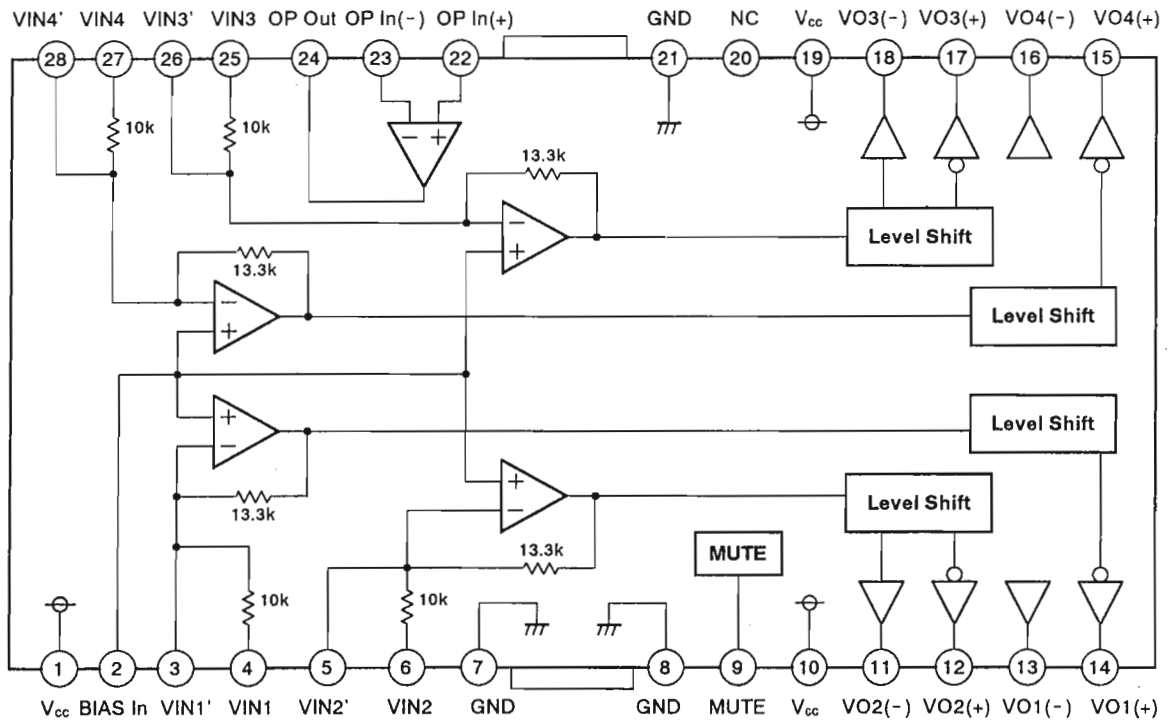 VIN4' VIN4 VIN3' VIN3 OP Out OP In(-) OP In(+) GND NC Vcc VO3(-) VO3(+) VO4(-) VO4(+)
28 27 26 25 24 23 22 21 20 19 18 17 16 15
10k 10k
− +
13.3k
−
+
Level Shift
13.3k
−
+
Level Shift
+
−
Level Shift
13.3k
+
−
Level Shift
13.3k
MUTE
10k 10k
1 2 3 4 5 6 7 8 9 10 11 12 13 14
Vcc BIAS In VIN1' VIN1 VIN2' VIN2 GND GND MUTE Vcc VO2(-) VO2(+) VO1(-) VO1(+)